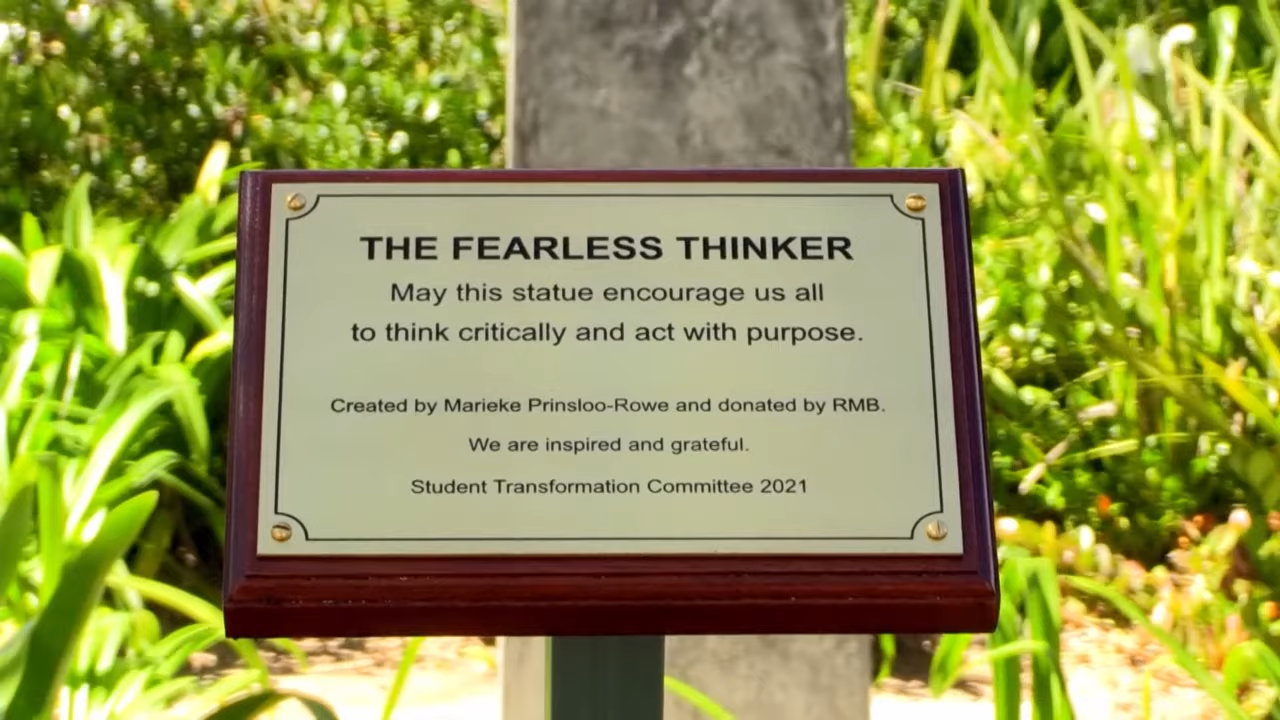 THE FEARLESS THINKER
May this statue encourage us all
to think critically and act with purpose.
Created by Marieke Prinsloo-Rowe and donated by RMB.
We are inspired and grateful.
Student Transformation Committee 2021